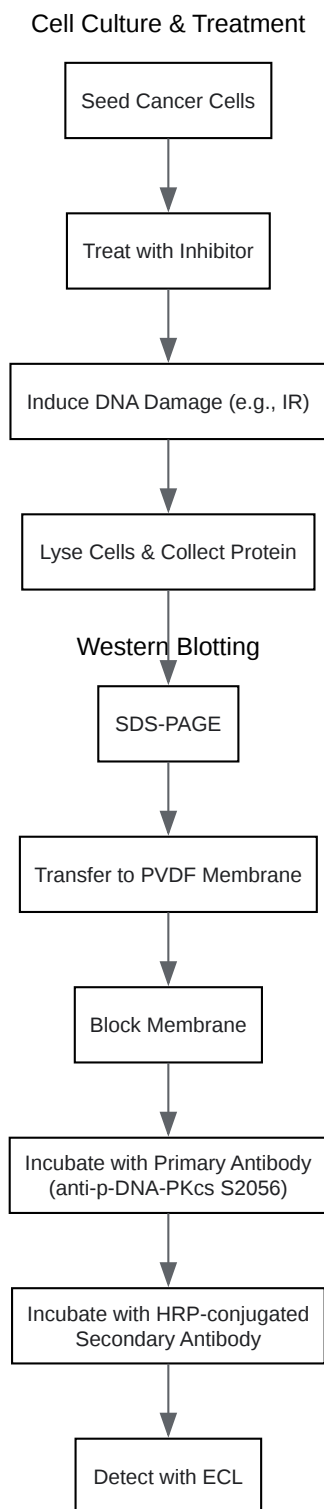 Cell Culture & Treatment
Seed Cancer Cells
Treat with Inhibitor
Induce DNA Damage (e.g., IR)
Lyse Cells & Collect Protein
Western Blotting
SDS-PAGE
Transfer to PVDF Membrane
Block Membrane
Incubate with Primary Antibody
(anti-p-DNA-PKcs S2056)
Incubate with HRP-conjugated
Secondary Antibody
Detect with ECL